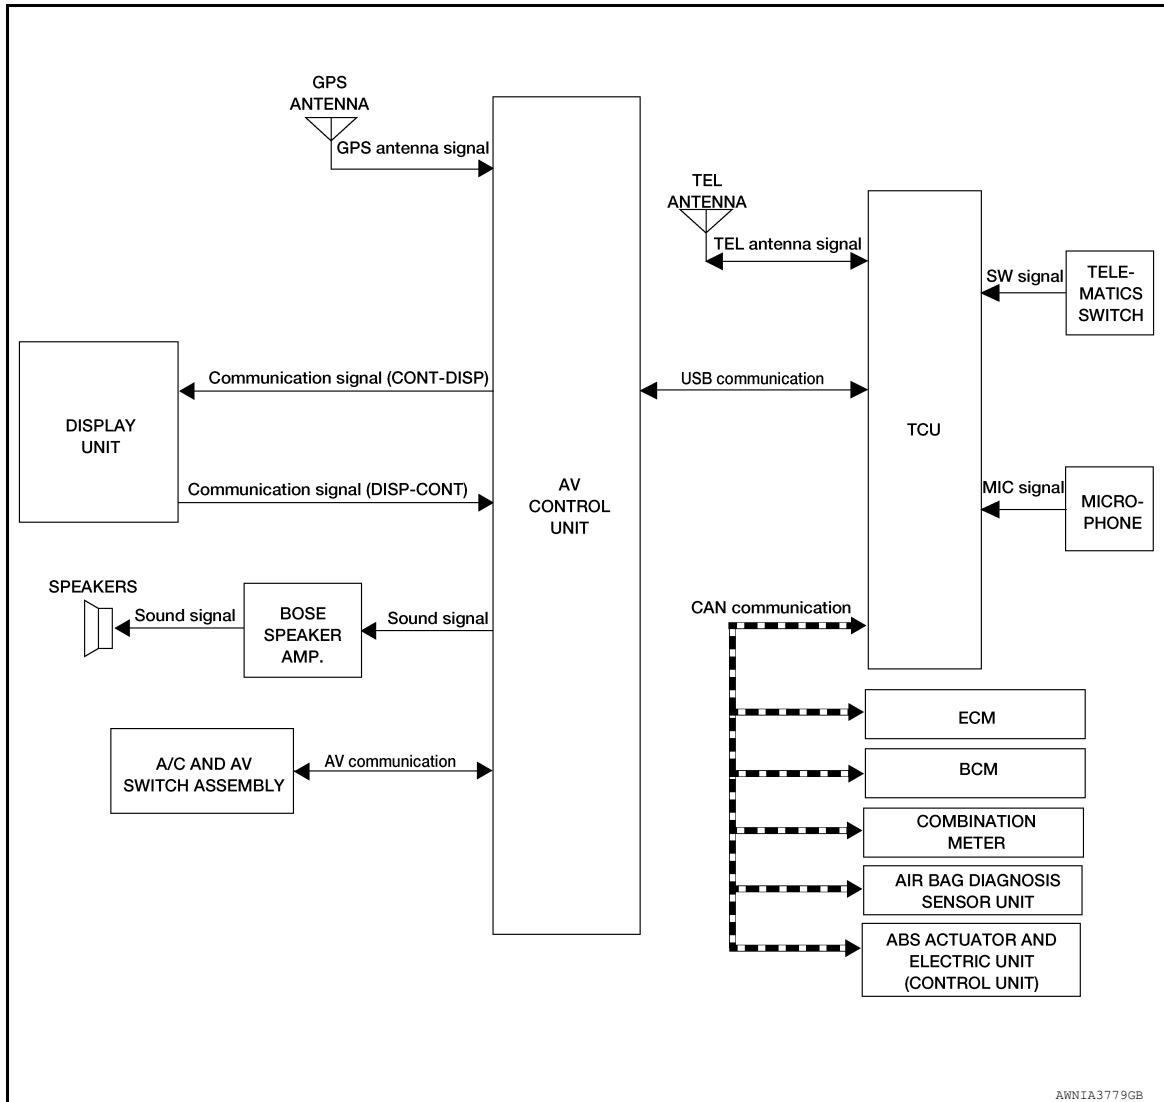 GPS
ANTENNA
GPS antenna signal
TEL
ANTENNA
TEL antenna signal
SW signal
TELE-
MATICS
SWITCH
Communication signal (CONT-DISP)
USB communication
DISPLAY
UNIT
TCU
Communication signal (DISP-CONT)
AV
CONTROL
UNIT
MIC signal
MICRO-
PHONE
SPEAKERS
Sound signal
BOSE
SPEAKER
AMP.
Sound signal
CAN communication
ECM
A/C AND AV
SWITCH ASSEMBLY
AV communication
BCM
COMBINATION
METER
AIR BAG DIAGNOSIS
SENSOR UNIT
ABS ACTUATOR AND
ELECTRIC UNIT
(CONTROL UNIT)
AWNIA3779GB